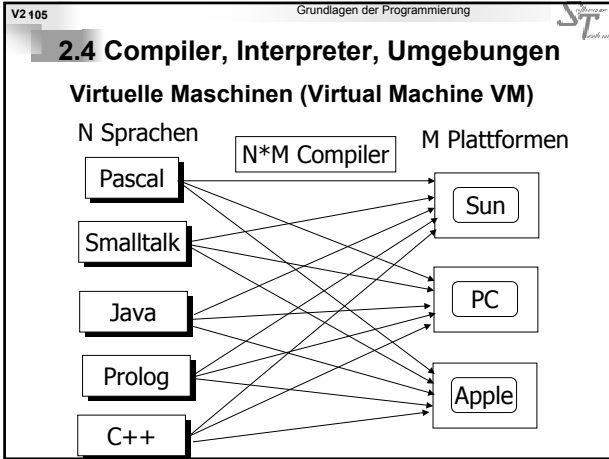 V2 105
Grundlagen der Programmierung
2.4 Compiler, Interpreter, Umgebungen
Virtuelle Maschinen (Virtual Machine VM)
N Sprachen
N*M Compiler
M Plattformen
Pascal
Sun
Smalltalk
Java
PC
Prolog
Apple
C++